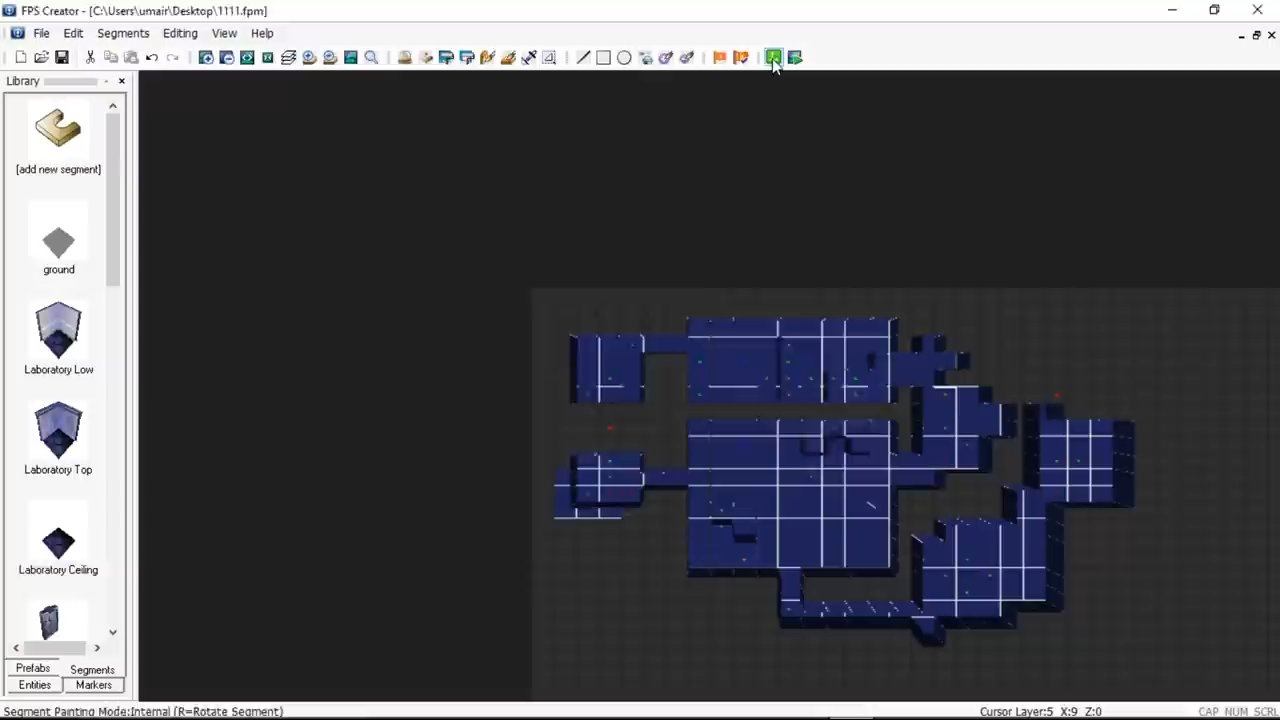 FPS Creator - [C:\Users\umair\Desktop\1111.fpm]
File Edit Segments Editing View Help
Library
[add new segment]
ground
Laboratory Low
Laboratory Top
Laboratory Ceiling
Prefabs Segments
Entities Markers
Segment Painting Mode:Internal (R=Rotate Segment) Cursor Layer:5 X:9 Z:0 CAP NUM SCRL